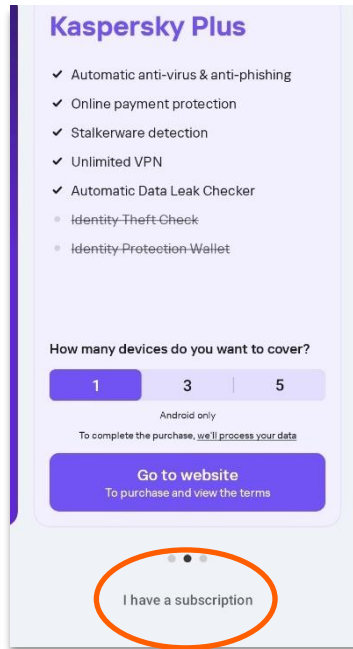 Kaspersky Plus
Automatic anti-virus & anti-phishing
Online payment protection
Stalkerware detection
Unlimited VPN
Automatic Data Leak Checker
Identity Theft Check
Identity Protection Wallet
How many devices do you want to cover?
1 3 5
Android only
To complete the purchase, we'll process your data
Go to website
To purchase and view the terms
I have a subscription